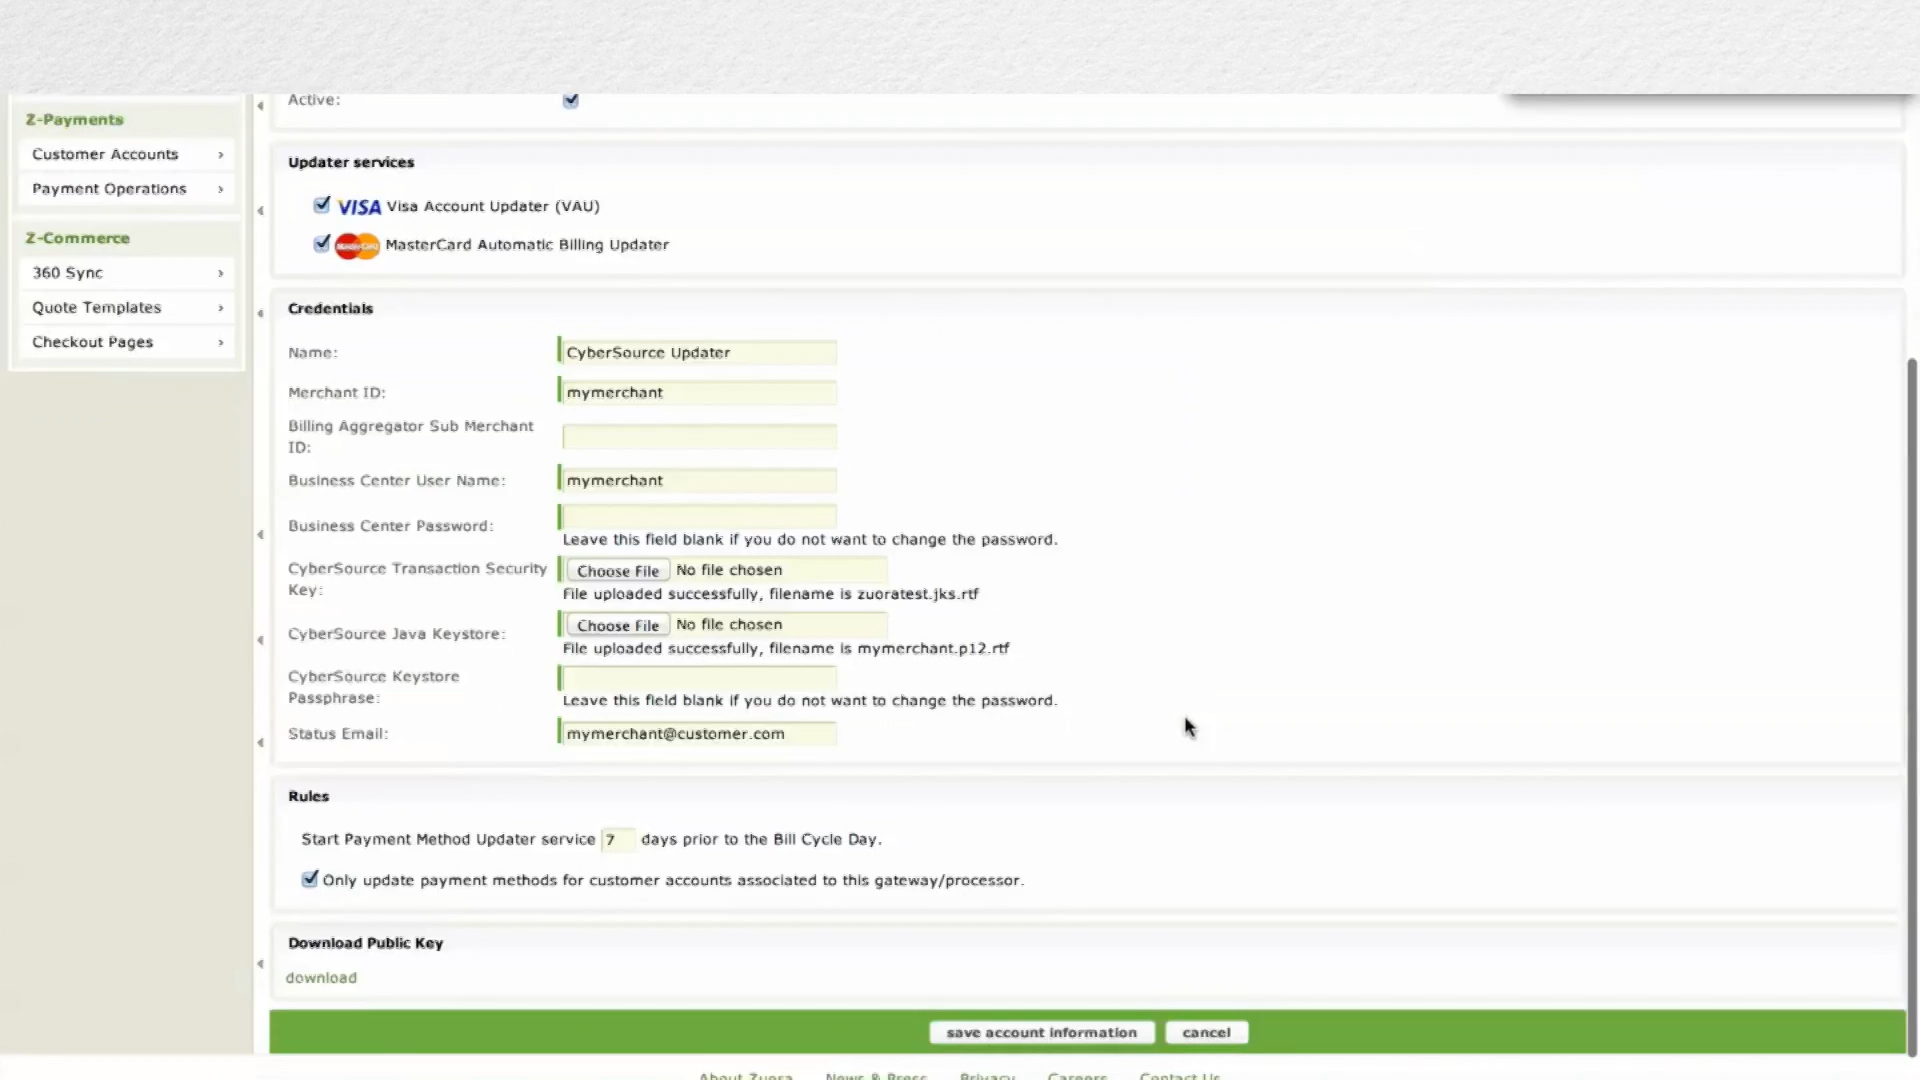 Z-Payments
Customer Accounts
Payment Operations
Z-Commerce
360 Sync
Quote Templates
Checkout Pages
Active:
Updater services
VISA Visa Account Updater (VAU)
MasterCard MasterCard Automatic Billing Updater
Credentials
Name: CyberSource Updater
Merchant ID: mymerchant
Billing Aggregator Sub Merchant
ID:
Business Center User Name: mymerchant
Business Center Password:
Leave this field blank if you do not want to change the password.
CyberSource Transaction Security
Key:
Choose File No file chosen
File uploaded successfully, filename is zuoratest.jks.rtf
CyberSource Java Keystore:
Choose File No file chosen
File uploaded successfully, filename is mymerchant.p12.rtf
CyberSource Keystore
Passphrase:
Leave this field blank if you do not want to change the password.
Status Email: mymerchant@customer.com
Rules
Start Payment Method Updater service 7 days prior to the Bill Cycle Day.
Only update payment methods for customer accounts associated to this gateway/processor.
Download Public Key
download
save account information cancel
About Zuora News & Press Privacy Careers Contact Us